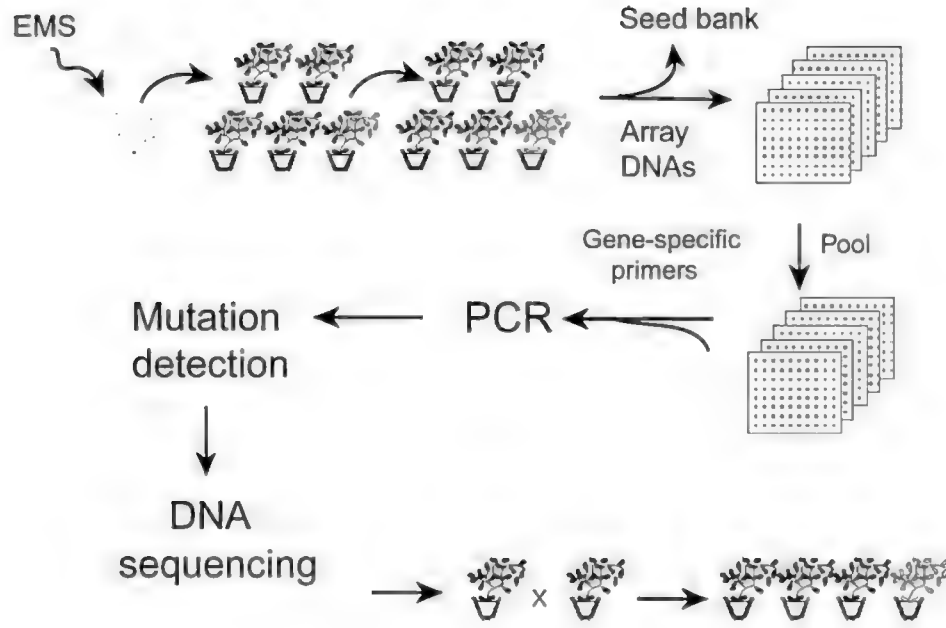 EMS
Seed bank
Array
DNAs
Gene-specific
primers
Pool
PCR
Mutation
detection
DNA
sequencing
x